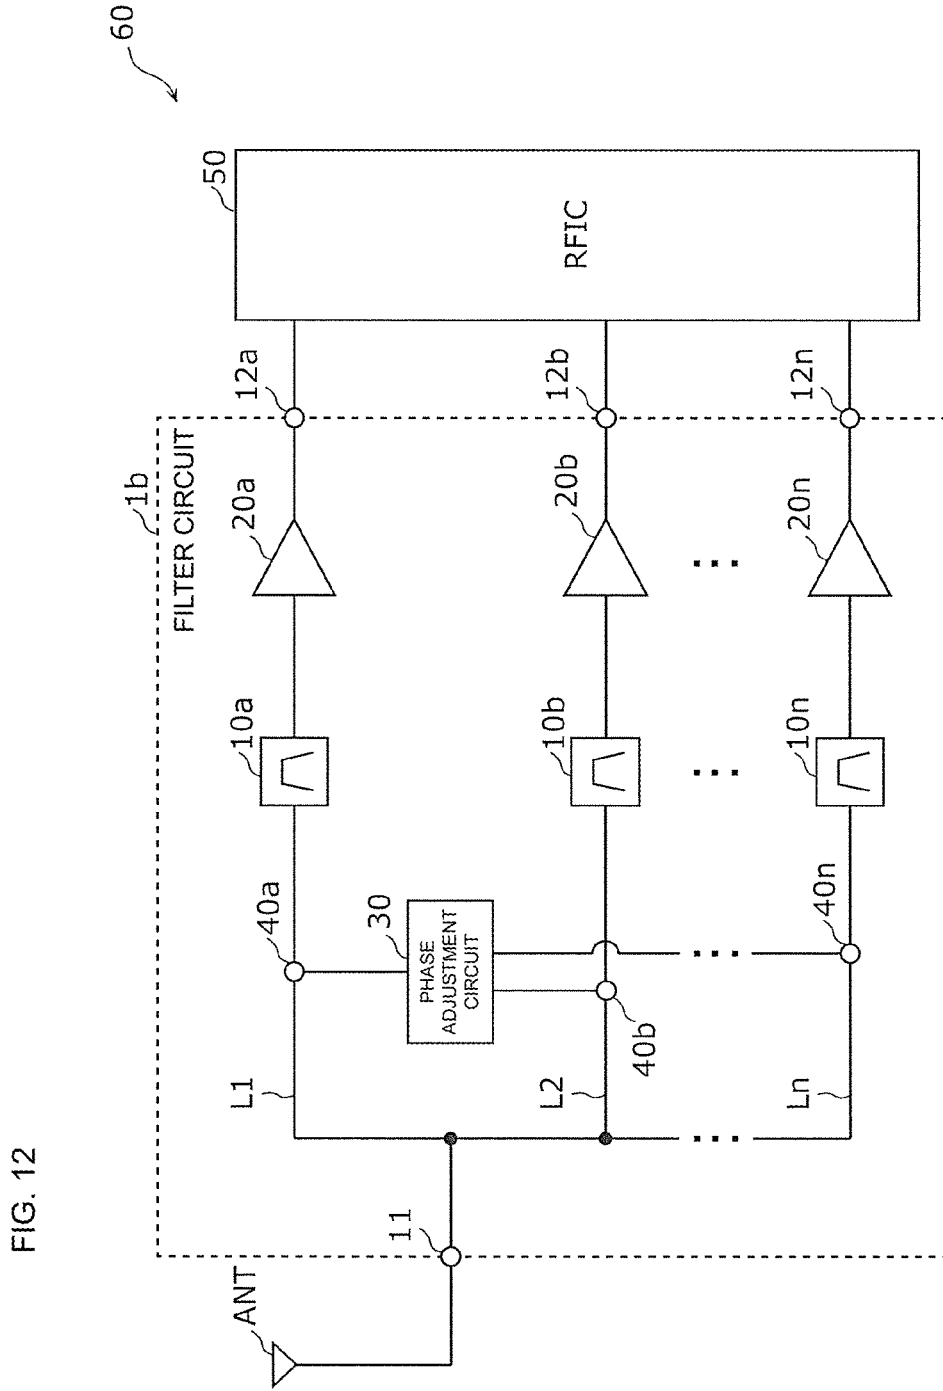 FIG. 12
60
1b
FILTER CIRCUIT
50
ANT
11
L1
40a
10a
20a
12a
30
PHASE
ADJUSTMENT
CIRCUIT
RFIC
L2
40b
10b
20b
12b
...
...
...
...
Ln
40n
10n
20n
12n